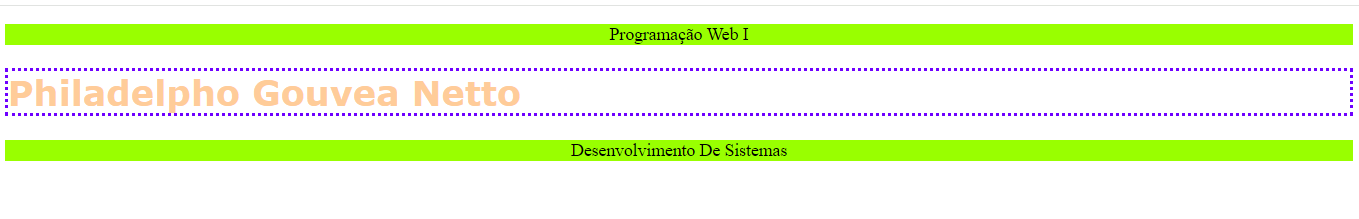 Programação Web I
Philadelpho Gouvea Netto
Desenvolvimento De Sistemas